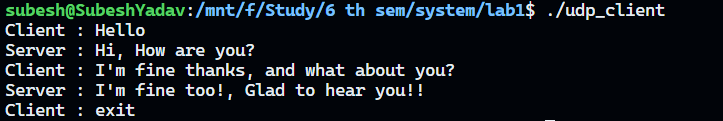 subesh@SubeshYadav:/mnt/f/Study/6 th sem/system/lab1$ ./udp_client
Client : Hello
Server : Hi, How are you?
Client : I'm fine thanks, and what about you?
Server : I'm fine too!, Glad to hear you!!
Client : exit